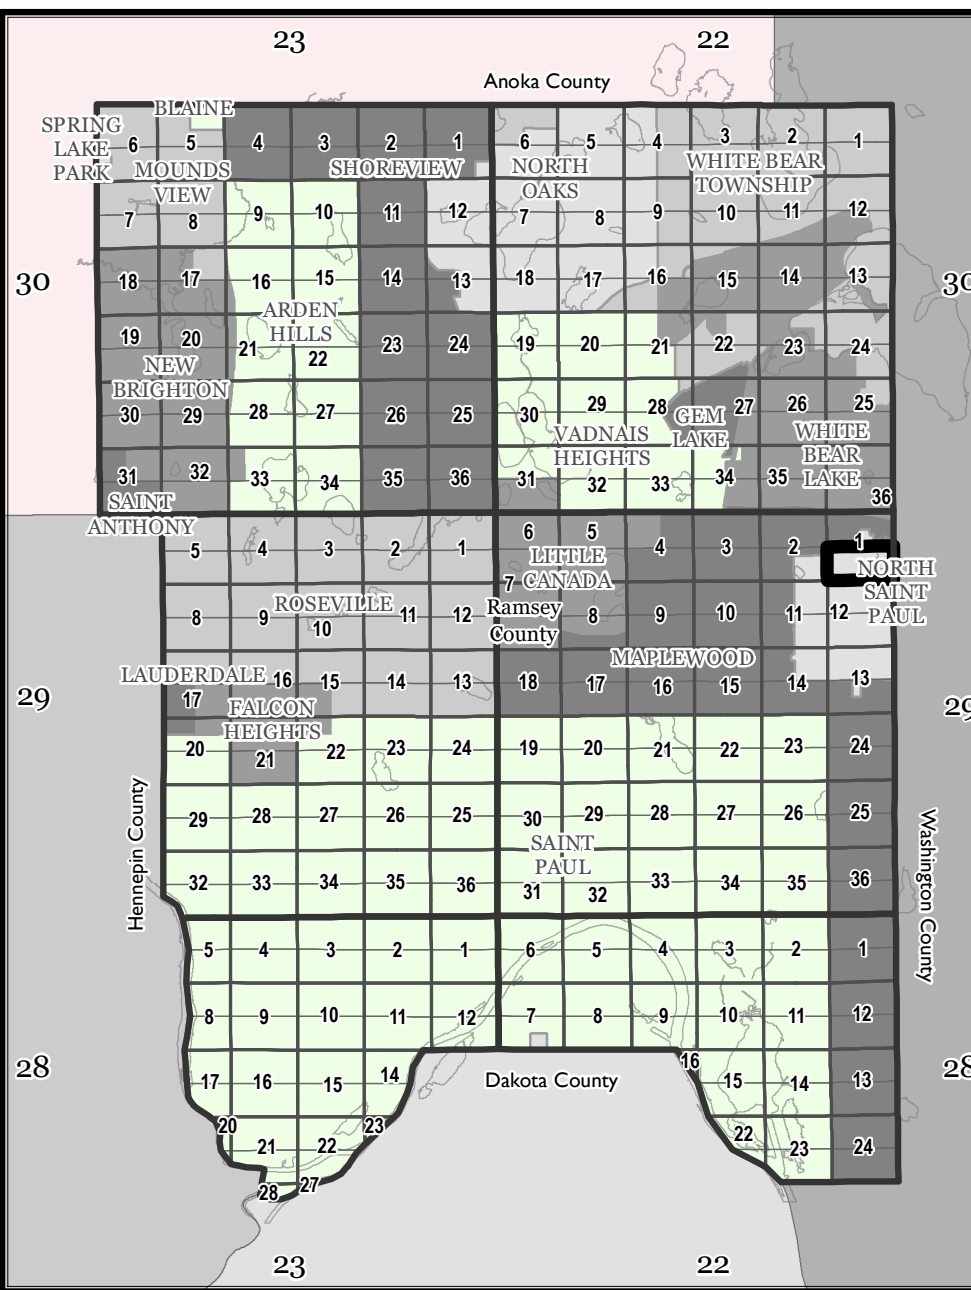 23 22
Anoka County
BLAINE
SPRING
LAKE
PARK
6 5 4 3 2 1 6 5 4 3 2 1
MOUNDS
VIEW
SHOREVIEW
NORTH
OAKS
WHITE BEAR
TOWNSHIP
7 8 9 10 11 12 7 8 9 10 11 12
30 18 17 16 15 14 13 18 17 16 15 14 13 30
ARDEN
HILLS
19 20 21 22 23 24 19 20 21 22 23 24
NEW
BRIGHTON
30 29 28 27 26 25 30 29 28 27 26 25
GEM
LAKE
VADNAIS
HEIGHTS
WHITE
BEAR
LAKE
31 32 33 34 35 36 31 32 33 34 35 36
SAINT
ANTHONY
5 4 3 2 1 6 5 4 3 2 1
LITTLE
CANADA
NORTH
SAINT
PAUL
8 9 10 11 12 7 8 9 10 11 12
ROSEVILLE
Ramsey
County
MAPLEWOOD
LAUDERDALE
29 17 16 15 14 13 18 17 16 15 14 13 29
FALCON
HEIGHTS
20 21 22 23 24 19 20 21 22 23 24
29 28 27 26 25 30 29 28 27 26 25
Hennepin County
Washington County
SAINT
PAUL
32 33 34 35 36 31 32 33 34 35 36
5 4 3 2 1 6 5 4 3 2 1
8 9 10 11 12 7 8 9 10 11 12
28 17 16 15 14 16 15 14 13 28
Dakota County
20 21 22 23 22 23 24
28 27
23 22